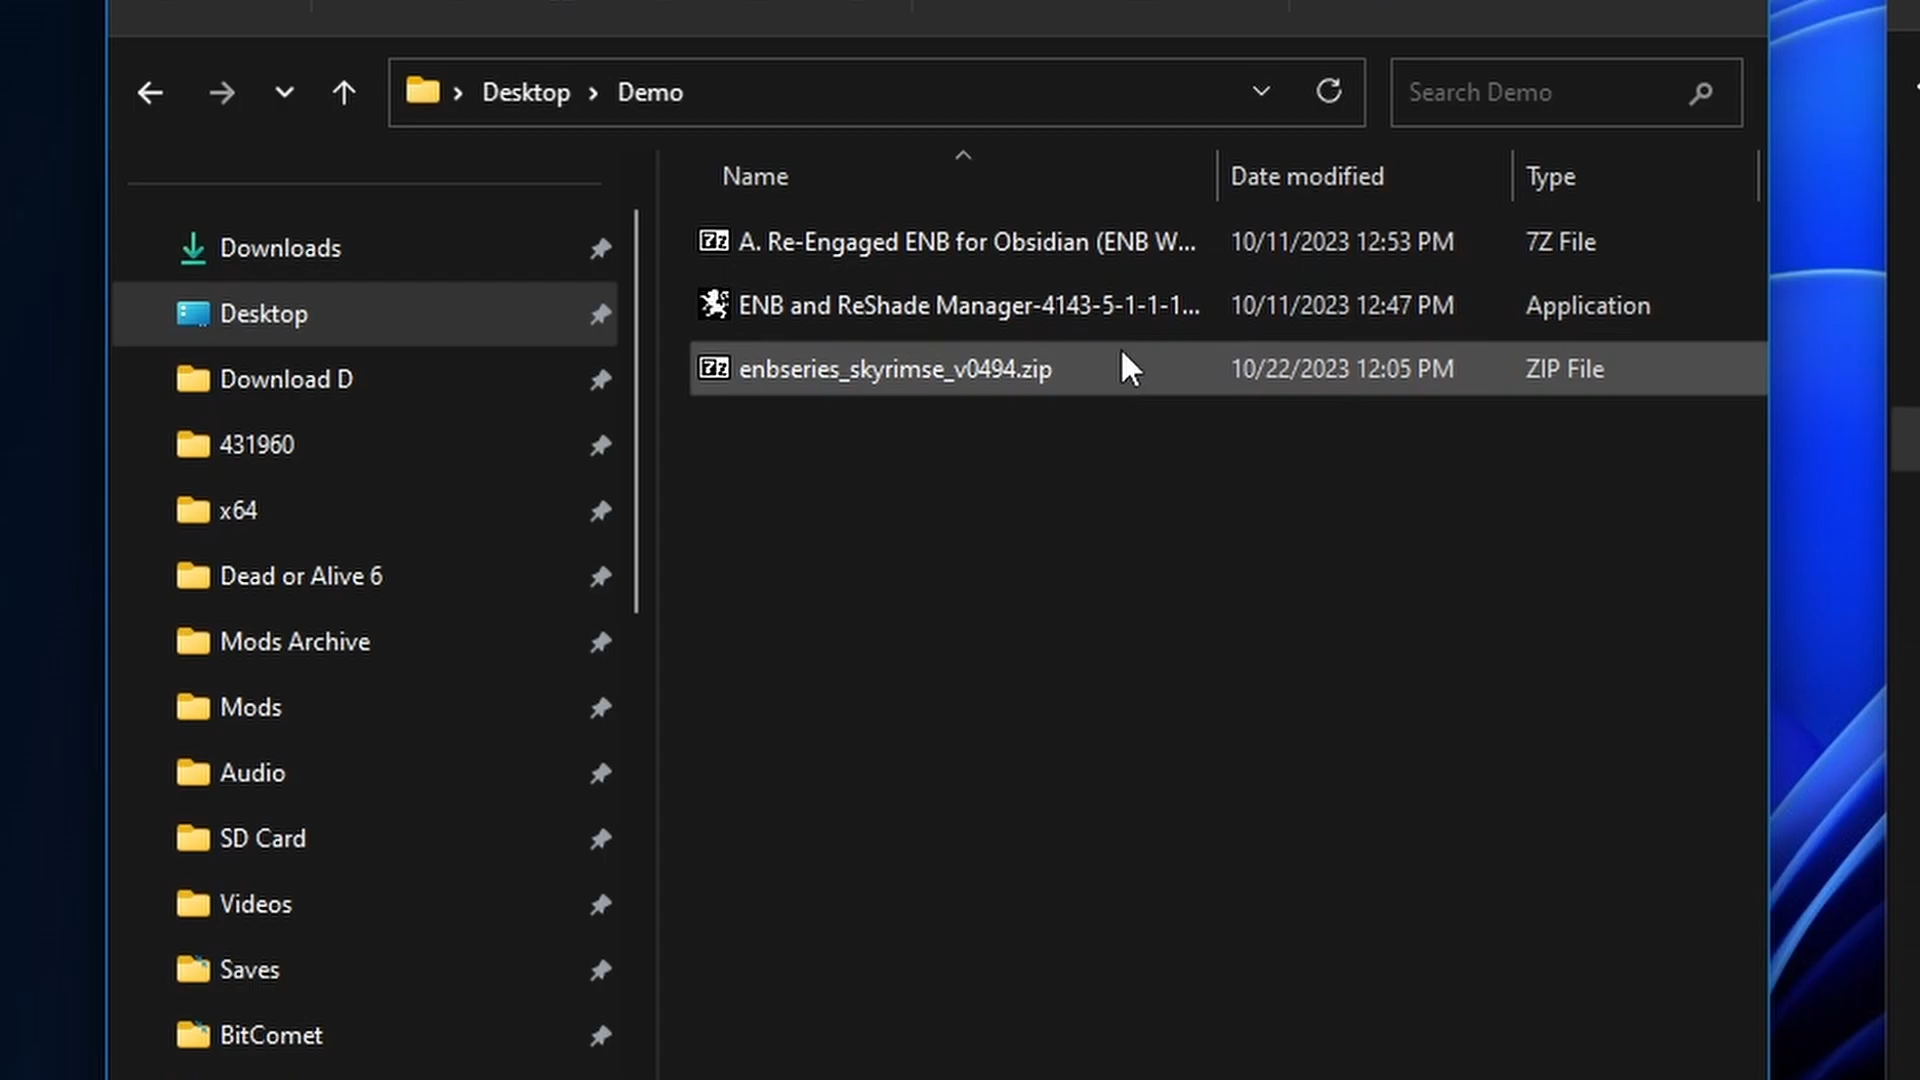 Desktop > Demo
Search Demo
Name
Date modified
Type
A. Re-Engaged ENB for Obsidian (ENB W... 10/11/2023 12:53 PM 7Z File
ENB and ReShade Manager-4143-5-1-1-1... 10/11/2023 12:47 PM Application
enbseries_skyrimse_v0494.zip 10/22/2023 12:05 PM ZIP File
Downloads
Desktop
Download D
431960
x64
Dead or Alive 6
Mods Archive
Mods
Audio
SD Card
Videos
Saves
BitComet